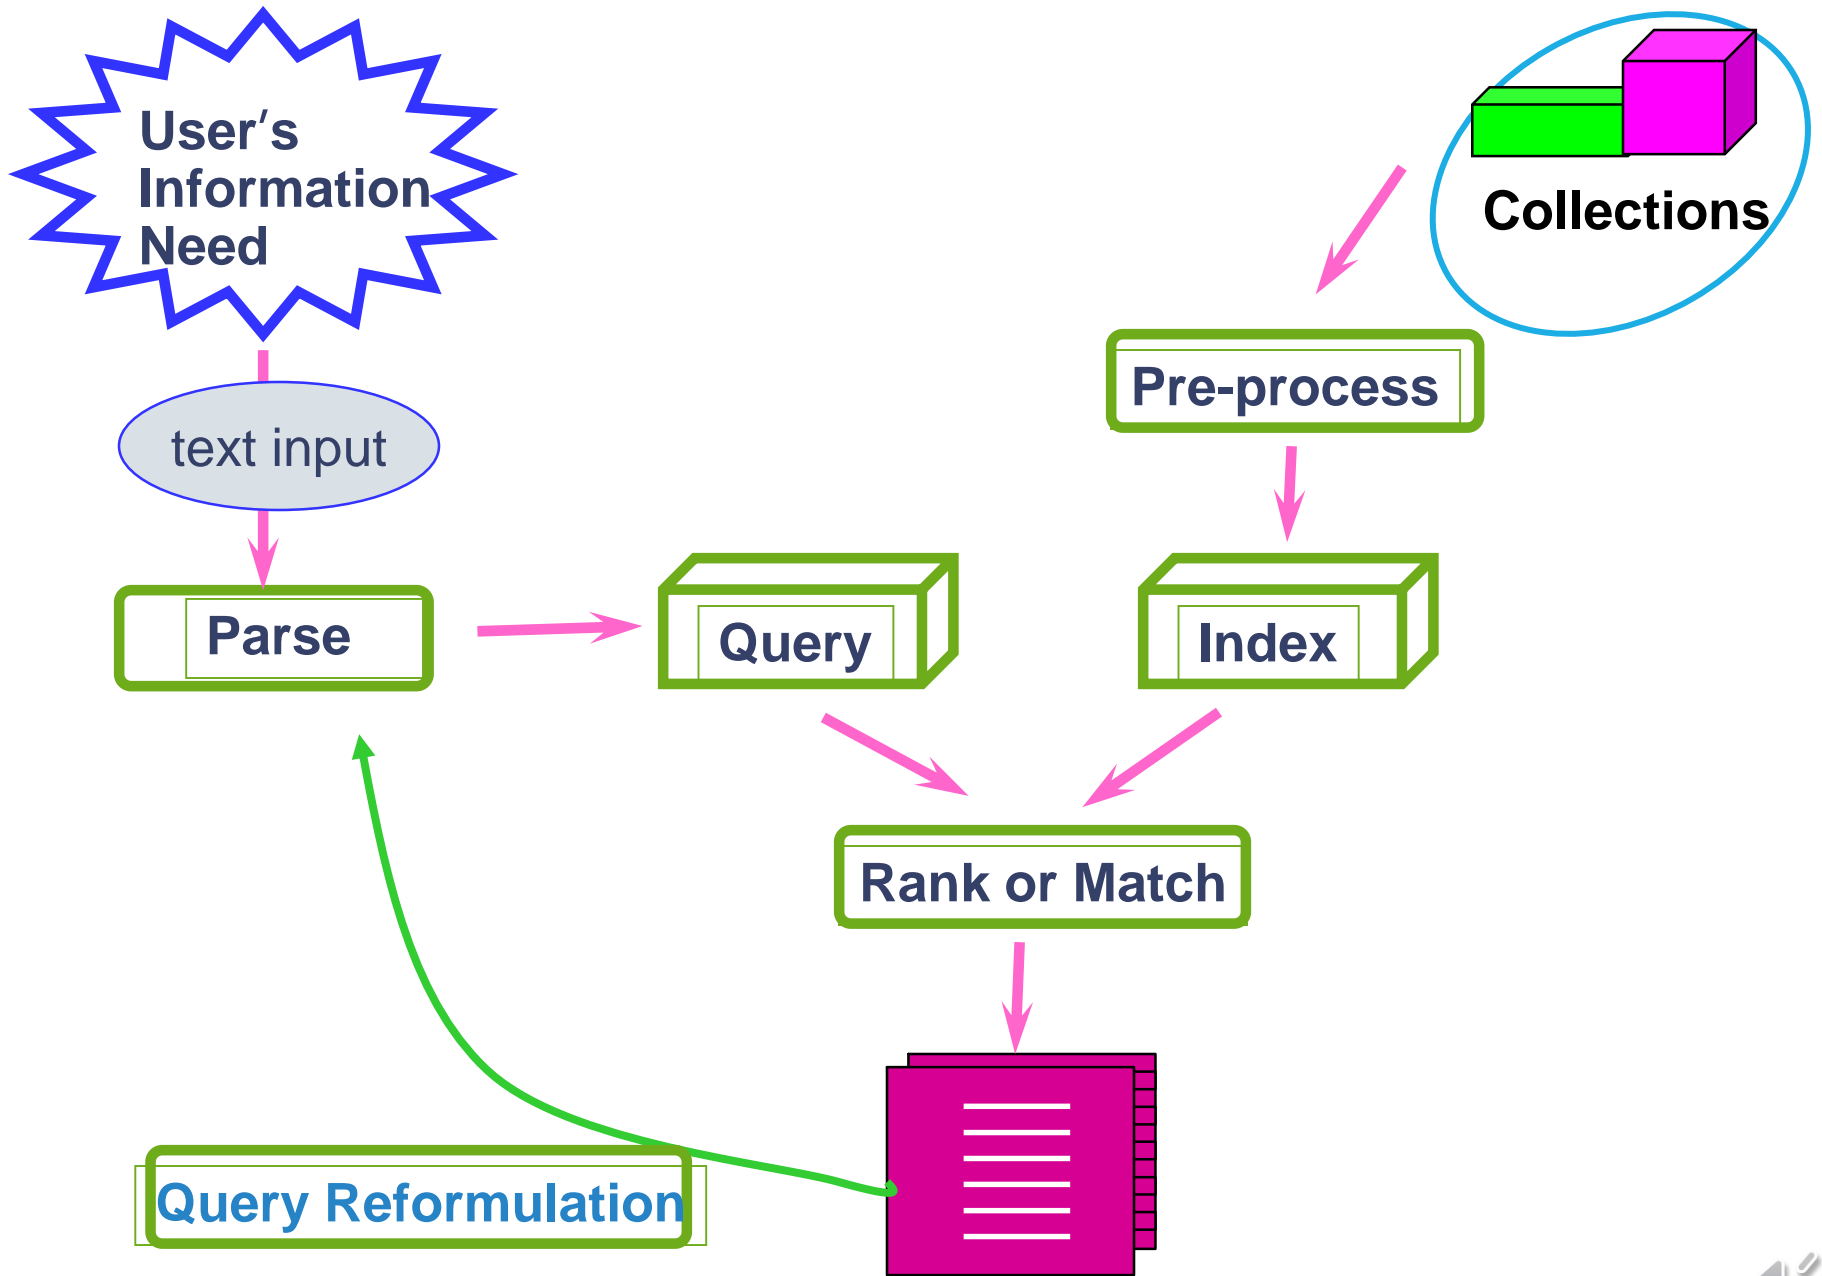 User's
Information
Need
Collections
Pre-process
text input
Parse
Query
Index
Rank or Match
Query Reformulation